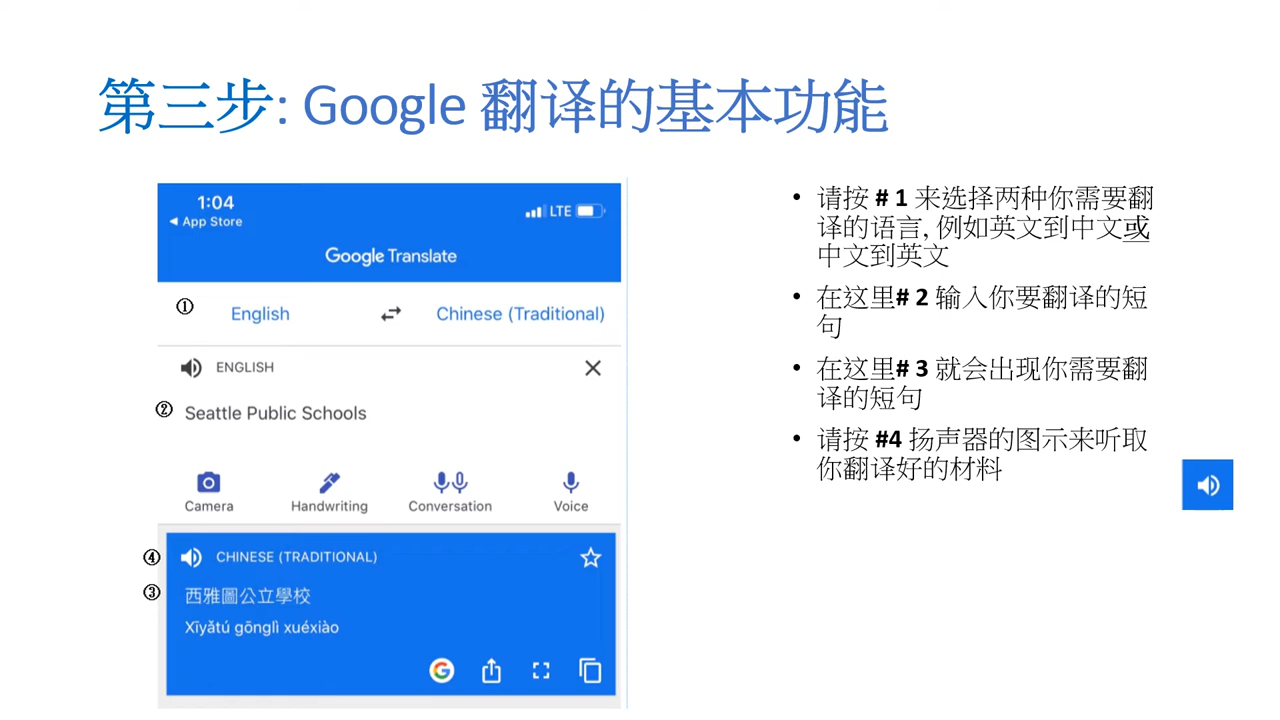 第三步: Google 翻译的基本功能
1:04
LTE
◀ App Store
Google Translate
① English Chinese (Traditional)
ENGLISH
② Seattle Public Schools
Camera Handwriting Conversation Voice
④ CHINESE (TRADITIONAL)
③ 西雅圖公立學校
Xīyǎtú gōnglì xuéxiào
• 请按 # 1 来选择两种你需要翻
译的语言, 例如英文到中文或
中文到英文
• 在这里# 2 输入你要翻译的短
句
• 在这里# 3 就会出现你需要翻
译的短句
• 请按 #4 扬声器的图示来听取
你翻译好的材料